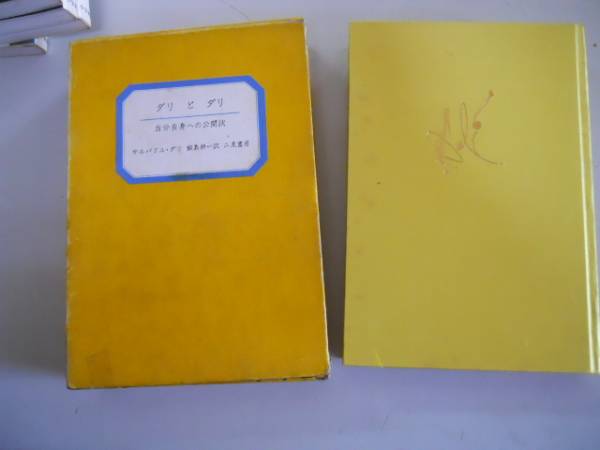 ダリ と ダリ
自分自身への公開状
サルバドル・ダリ 飯島耕一訳 二見書房